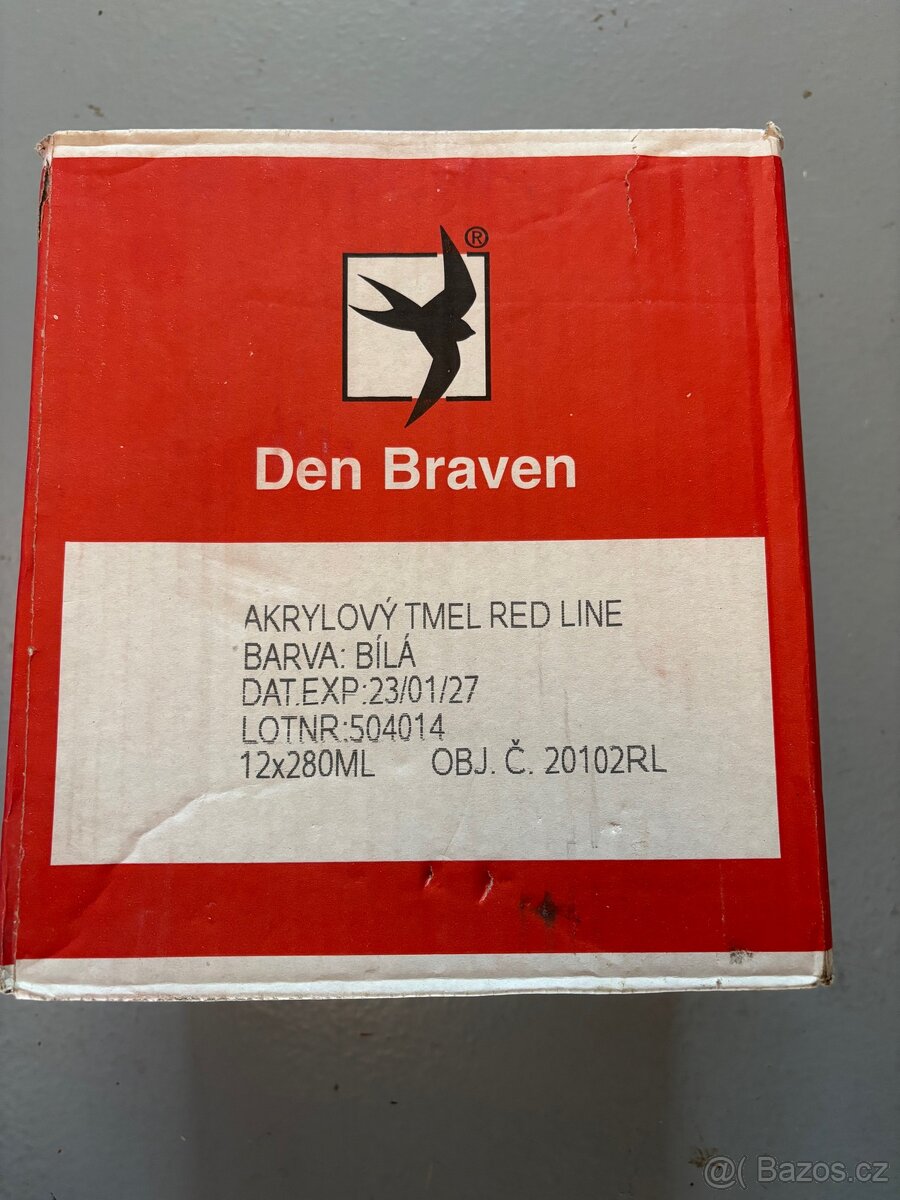 ®
Den Braven
AKRYLOVÝ TMEL RED LINE
BARVA: BÍLÁ
DAT.EXP:23/01/27
LOTNR:504014
12x280ML OBJ. Č. 20102RL
@( Bazos.cz